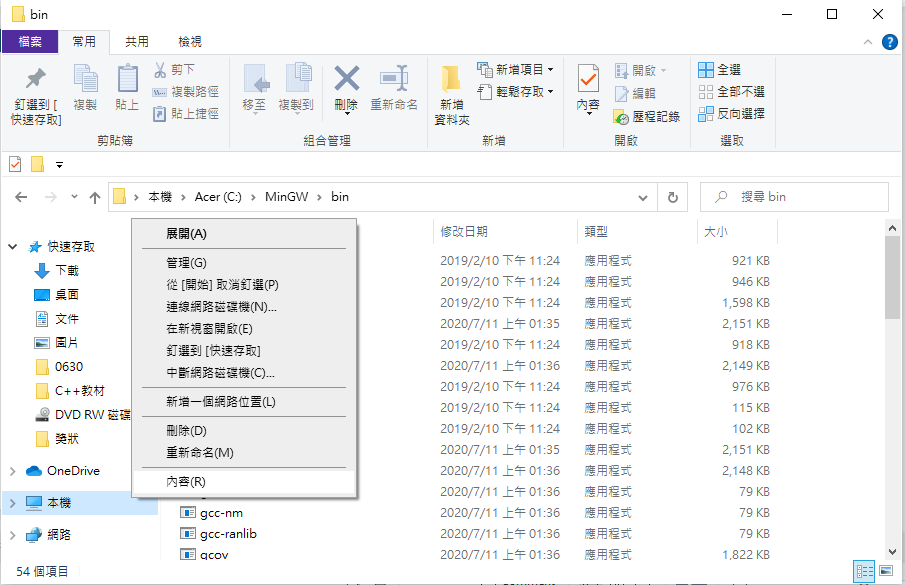 bin
檔案 常用 共用 檢視
釘選到 [快速存取]
複製
貼上
剪下
複製路徑
貼上捷徑
剪貼簿
移至
複製到
刪除
重新命名
組合管理
新增資料夾
新增項目
輕鬆存取
新增
內容
開啟
編輯
歷程記錄
開啟
全選
全部不選
反向選擇
選取
本機 > Acer (C:) > MinGW > bin
搜尋 bin
快速存取
下載
桌面
文件
圖片
0630
C++教材
DVD RW 磁碟
獎狀
OneDrive
本機
網路
展開(A)
管理(G)
從 [開始] 取消釘選(P)
連線網路磁碟機(N)...
在新視窗開啟(E)
釘選到 [快速存取]
中斷網路磁碟機(C)...
新增一個網路位置(L)
刪除(D)
重新命名(M)
內容(R)
修改日期 類型 大小
2019/2/10 下午 11:24 應用程式 921 KB
2019/2/10 下午 11:24 應用程式 946 KB
2019/2/10 下午 11:24 應用程式 1,598 KB
2020/7/11 上午 01:35 應用程式 2,151 KB
2019/2/10 下午 11:24 應用程式 918 KB
2020/7/11 上午 01:36 應用程式 2,149 KB
2019/2/10 下午 11:24 應用程式 976 KB
2019/2/10 下午 11:24 應用程式 115 KB
2019/2/10 下午 11:24 應用程式 102 KB
2020/7/11 上午 01:35 應用程式 2,151 KB
2020/7/11 上午 01:36 應用程式 2,148 KB
2020/7/11 上午 01:36 應用程式 79 KB
gcc-nm 2020/7/11 上午 01:36 應用程式 79 KB
gcc-ranlib 2020/7/11 上午 01:36 應用程式 79 KB
gcov 2020/7/11 上午 01:36 應用程式 1,822 KB
54 個項目